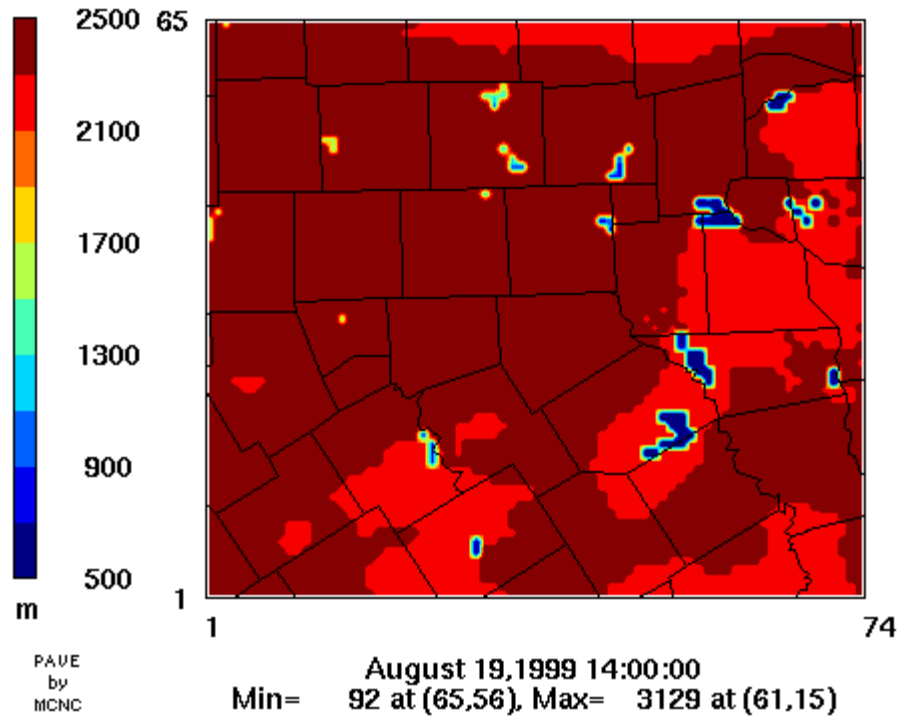 2500
65
2100
1700
1300
900
500
m
1
1
74
PAVE
by
MCNC
August 19,1999 14:00:00
Min= 92 at (65,56), Max= 3129 at (61,15)